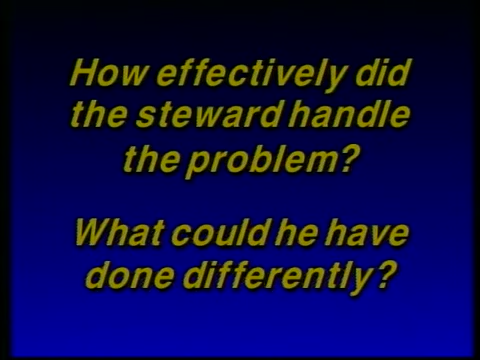 How effectively did
the steward handle
the problem?
What could he have
done differently?